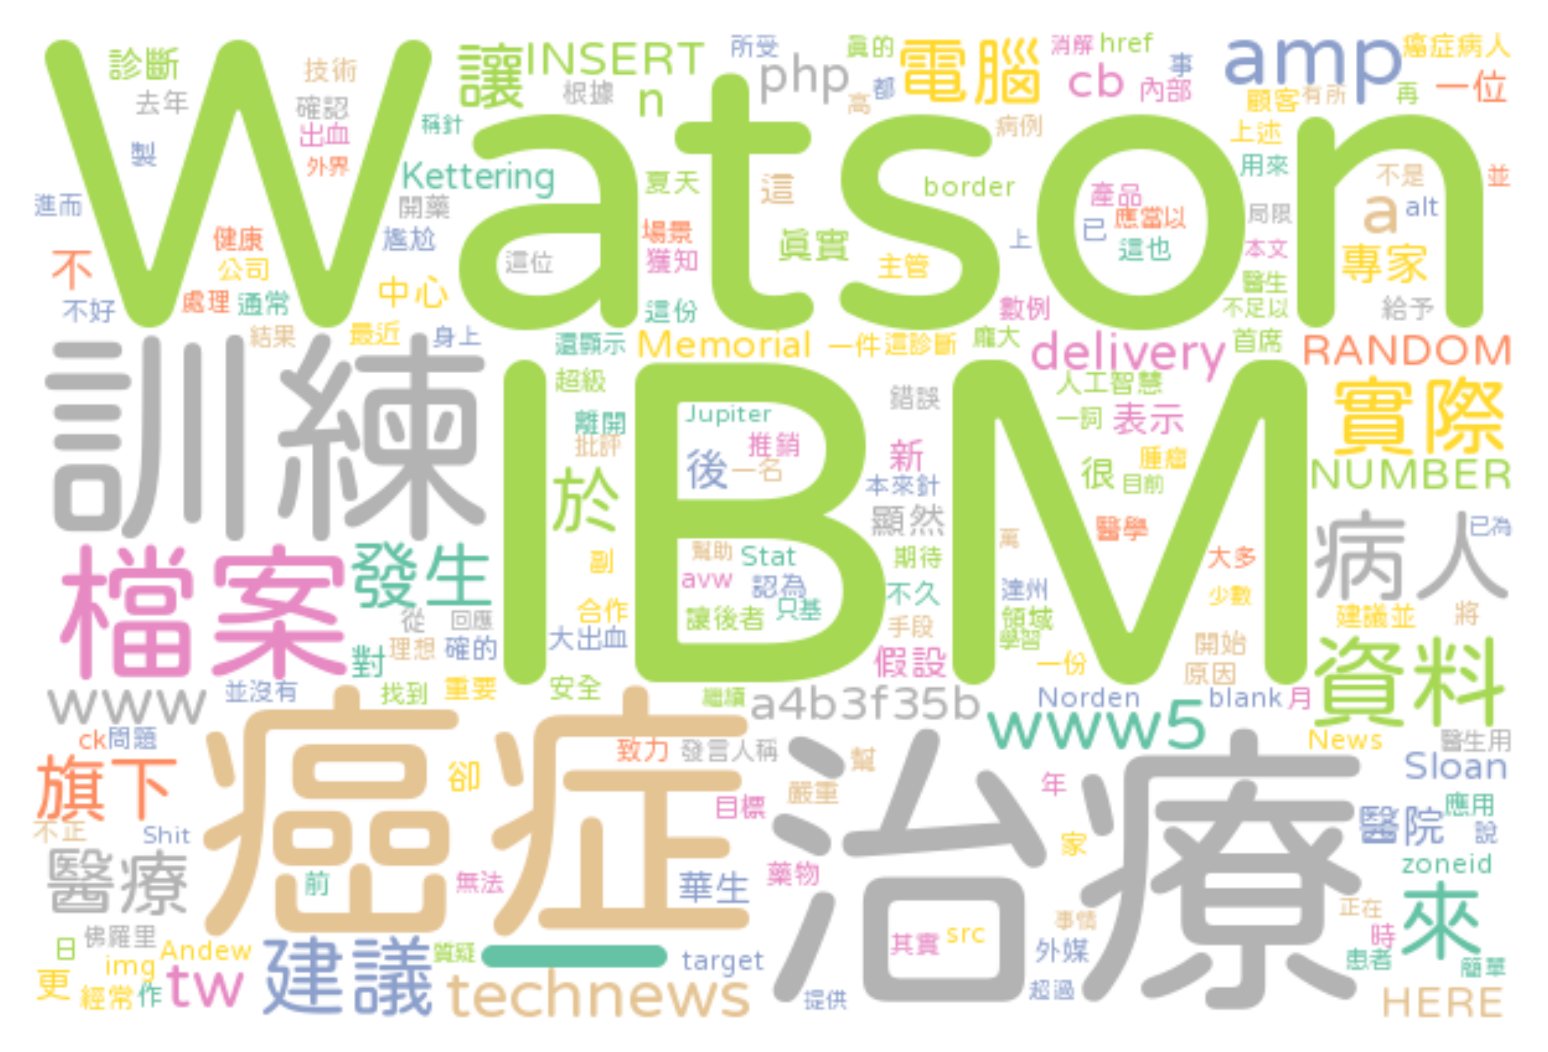 診斷 技術 讓 INSERT 所受 眞的 電腦 消解 href 事 amp 癌症病人
去年 確認 根據 n php 高 都 cb 內部 顧客 有所 再 一位
Watson
製 出血 外界 稱針 病例 上述 用來 不是 並
進而 Kettering 開藥 夏天 這 border 產品 應當以 已 這也 局限 a alt
不 健康 公司 尷尬 這位 場景 獲知 眞實 主管 上 本文 專家
不好 處理 通常 中心 這份 數例 醫生 不足以 給予
結果 最近 身上 還顯示 Memorial 一件 這診斷 龐大 delivery 首席 RANDOM
訓練 IBM
超級 離開 批評 Jupiter 推銷 後 一名 錯誤 新 本來針 人工智慧 一詞 表示 腫瘤 很 目前 實際 NUMBER
於 顯然 萬 醫學 病人 已為
檔案 發生 副 幫助 Stat avw 認為 期待 不久 達州 大多 少數
從 回應 合作 讓後者 只基 手段 領域 學習 建議並 將
對 理想 確的 大出血 假設 一份 開始 原因 資料
www 並沒有 找到 重要 安全 繼續 a4b3f35b Norden blank 月
ck 問題 www5 News 醫生用
旗下 癌症 治療 卻 致力 發言人稱 幫 嚴重 目標 年 Sloan
不正 Shit 家 醫院 應用 說
醫療 前 無法 華生 藥物 zoneid
日 佛羅里 Andew 建議 質疑 一 target 其實 src 事情 外媒 正在 時 來
更 img 經常 作 tw technews 提供 超過 患者 簡單 HERE